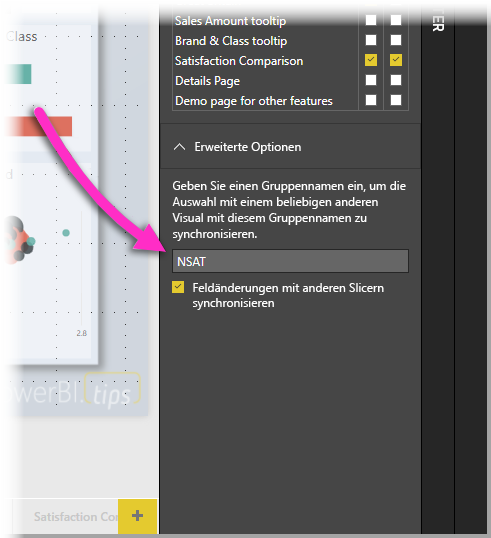 Class
d
2.8
werBI.tips
Satisfaction Co
+
Sales Amount tooltip
Brand & Class tooltip
Satisfaction Comparison
Details Page
Demo page for other features
Erweiterte Optionen
Geben Sie einen Gruppennamen ein, um die
Auswahl mit einem beliebigen anderen
Visual mit diesem Gruppennamen zu
synchronisieren.
NSAT
Feldänderungen mit anderen Slicern
synchronisieren
TER